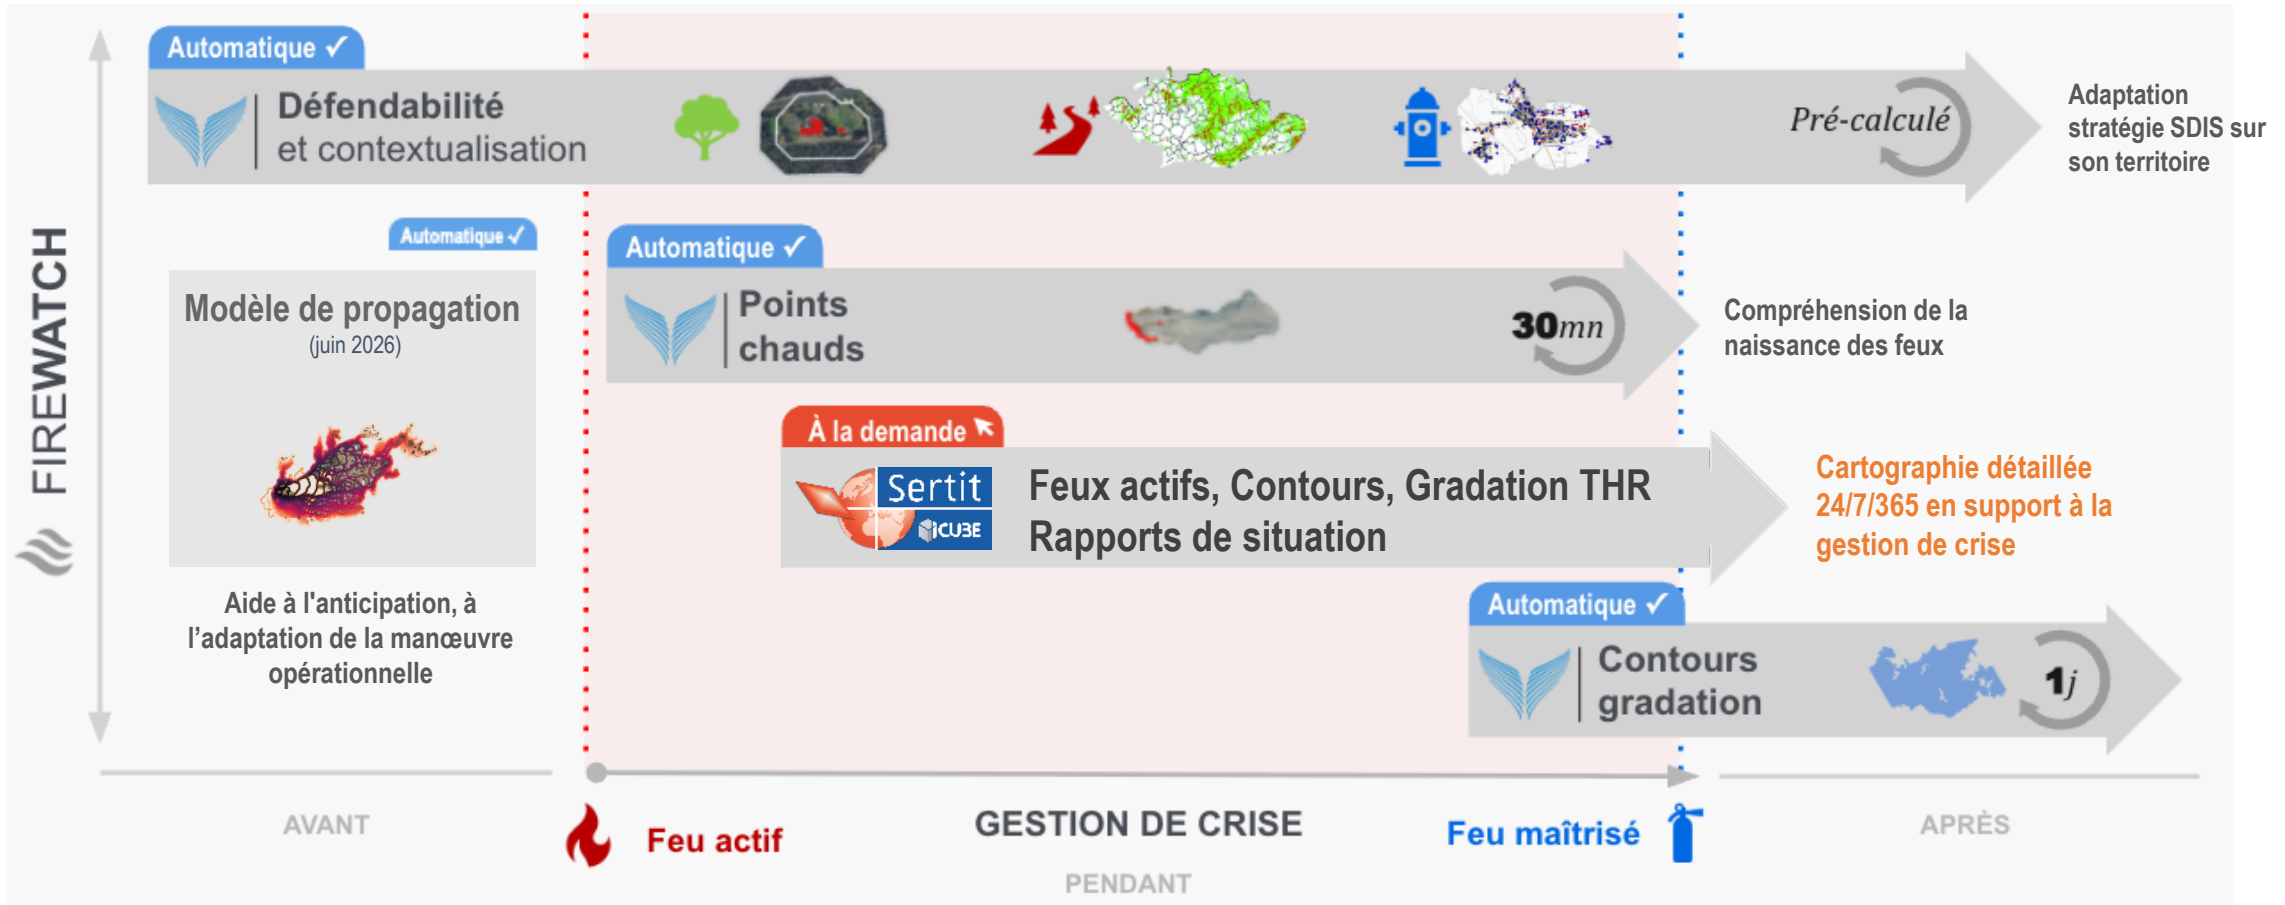 FIREWATCH
Automatique ✓
Défendabilité
et contextualisation
Pré-calculé
Adaptation
stratégie SDIS sur
son territoire
Automatique ✓
Modèle de propagation
(juin 2026)
Aide à l'anticipation, à
l’adaptation de la manœuvre
opérationnelle
Automatique ✓
Points
chauds
30mn
Compréhension de la
naissance des feux
À la demande
Sertit
iCUBE
Feux actifs, Contours, Gradation THR
Rapports de situation
Cartographie détaillée
24/7/365 en support à la
gestion de crise
Automatique ✓
Contours
gradation
1j
AVANT
Feu actif
GESTION DE CRISE
PENDANT
Feu maîtrisé
APRÈS